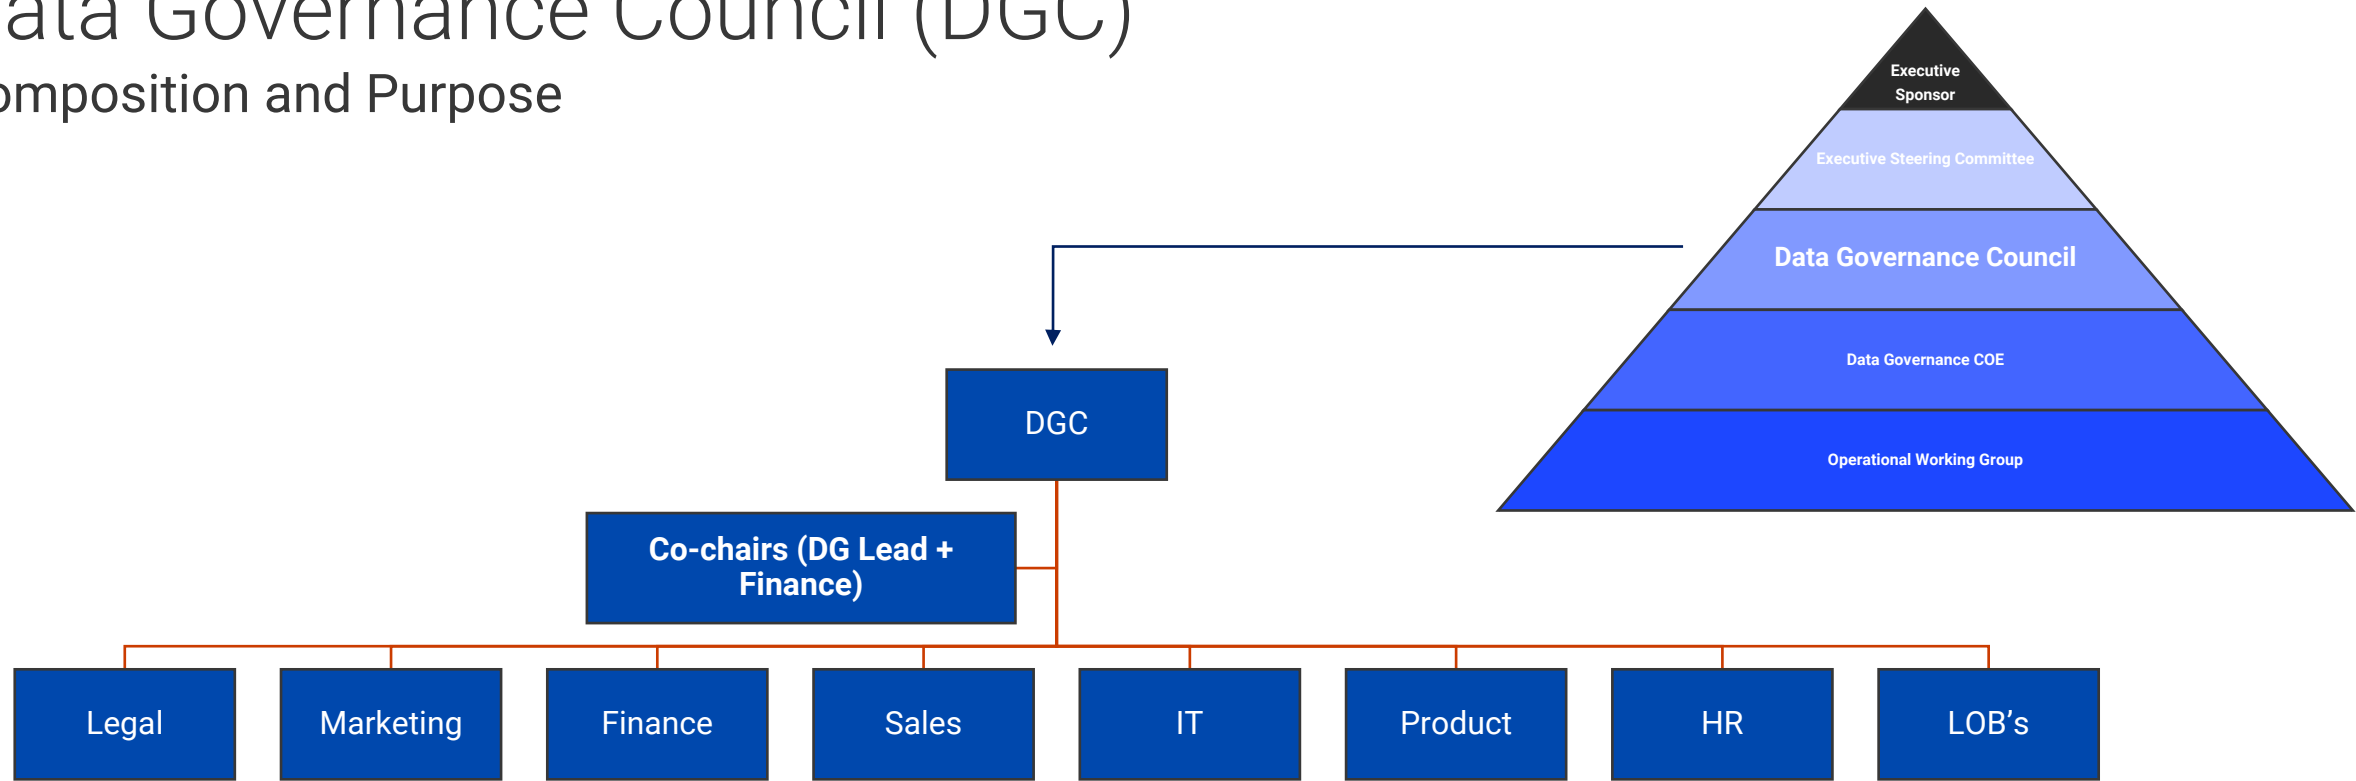 ata Governance Council (DGC)
omposition and Purpose
Executive
Sponsor
Executive Steering Committee
Data Governance Council
Data Governance COE
Operational Working Group
DGC
Co-chairs (DG Lead +
Finance)
Legal
Marketing
Finance
Sales
IT
Product
HR
LOB’s